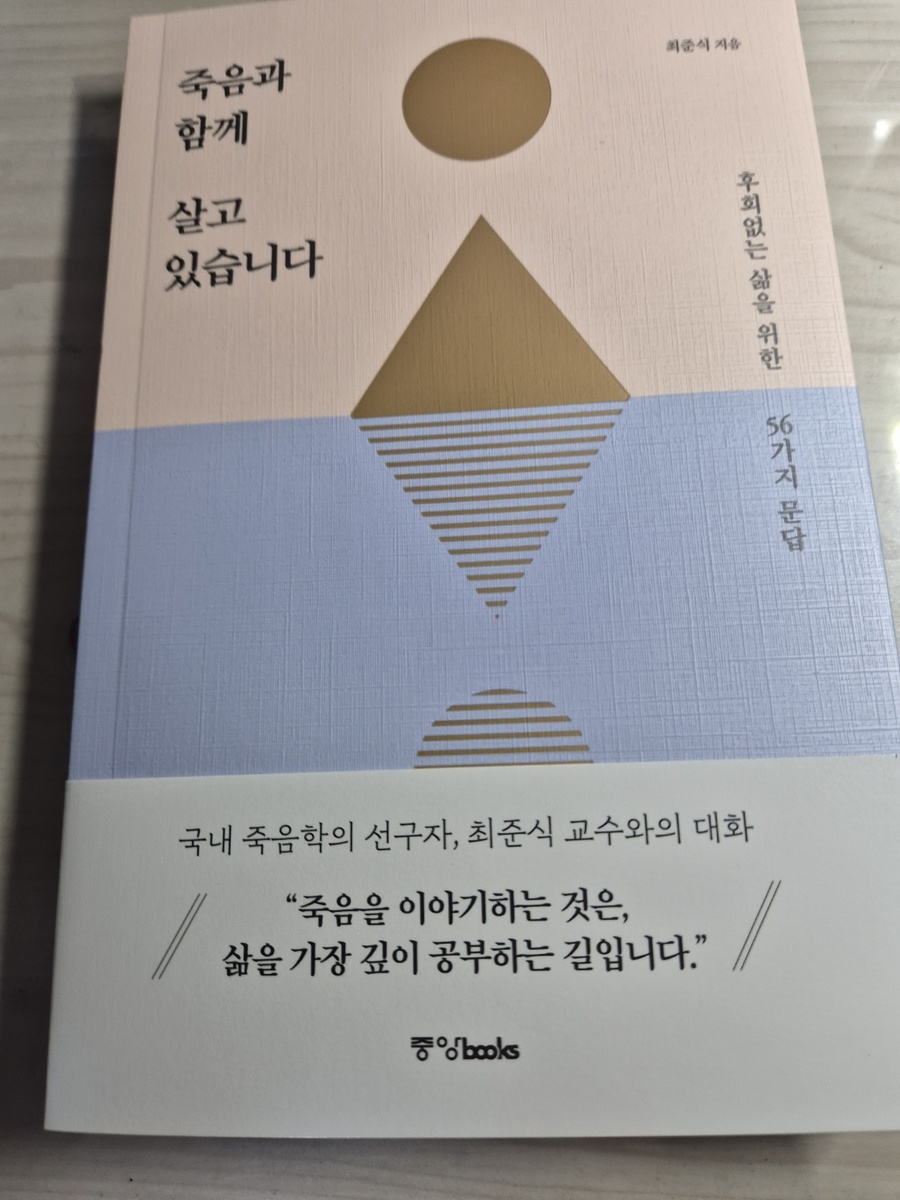 죽음과
함께
살고
있습니다
최준식 지음
후회없는 삶을 위한 56가지 문답
국내 죽음학의 선구자, 최준식 교수와의 대화
“죽음을 이야기하는 것은,
삶을 가장 깊이 공부하는 길입니다.”
중앙books